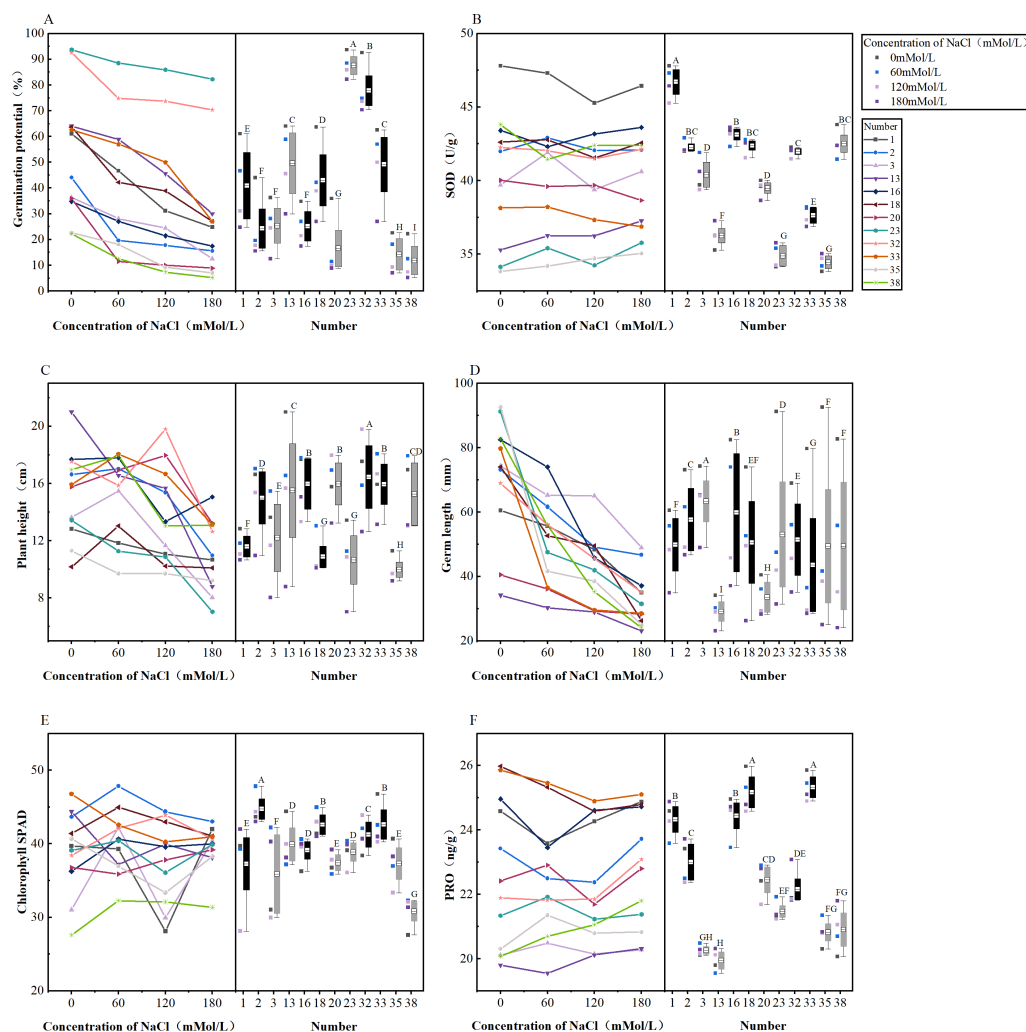 A
Germination potential（%）
100
90
80
70
60
50
40
30
20
10
0
0 60 120 180
Concentration of NaCl（mMol/L）
E F F D F D G A B C H I
1 2 3 13 16 18 20 23 32 33 35 38
Number
B
SOD（U/g）
50
45
40
35
0 60 120 180
Concentration of NaCl（mMol/L）
A BC D F B BC D G C E G BC
1 2 3 13 16 18 20 23 32 33 35 38
Number
Concentration of NaCl (mMol/L)
0mMol/L
60mMol/L
120mMol/L
180mMol/L
Number
1
2
3
13
16
18
20
32
33
35
38
C
Plant height（cm）
24
20
16
12
8
0 60 120 180
Concentration of NaCl（mMol/L）
F D E C B G B G A B H CD
1 2 3 13 16 18 20 23 32 33 35 38
Number
D
Germ length（mm）
100
80
60
40
20
0 60 120 180
Concentration of NaCl（mMol/L）
F C A I B EF H D E G F F
1 2 3 13 16 18 20 23 32 33 35 38
Number
E
Chlorophyll SPAD
50
40
30
20
0 60 120 180
Concentration of NaCl（mMol/L）
E A F D D B E D C B E G
1 2 3 13 16 18 20 23 32 33 35 38
Number
F
PRO（ng/g）
26
24
22
20
0 60 120 180
Concentration of NaCl（mMol/L）
B C GH H B A CD EF DE A FG FG
1 2 3 13 16 18 20 23 32 33 35 38
Number